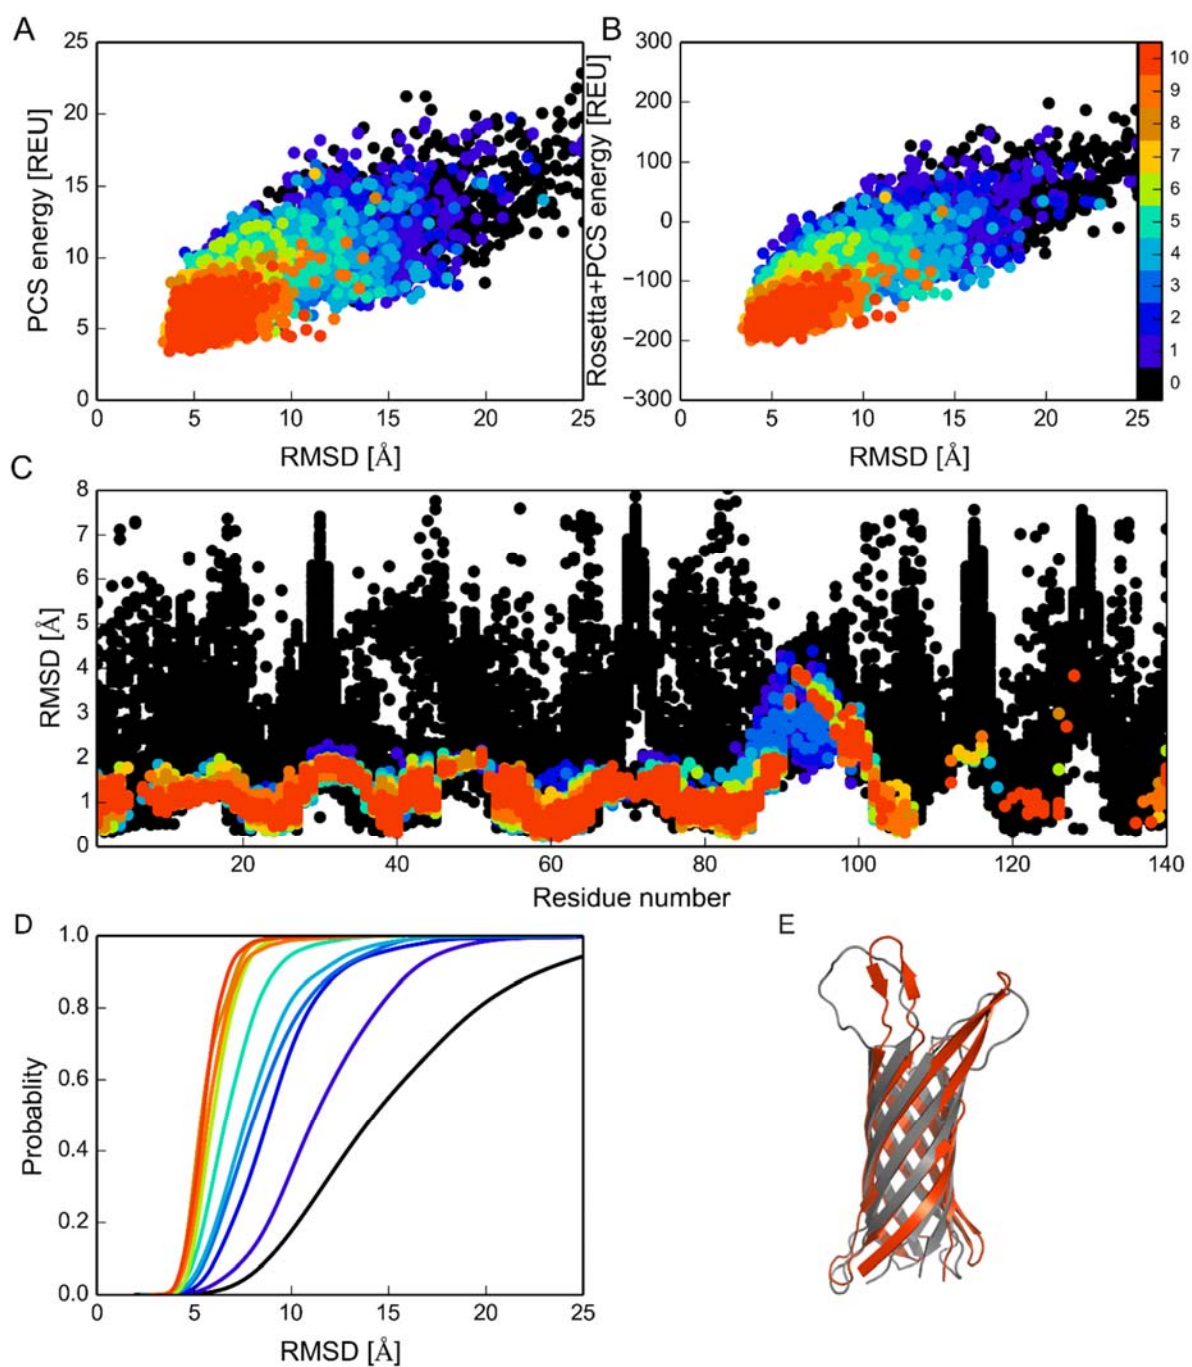 A
B
PCS energy [REU]
25
20
15
10
5
0
0 5 10 15 20 25
RMSD [Å]
Rosetta+PCS energy [REU]
300
200
100
0
−100
−200
−300
0 5 10 15 20 25
RMSD [Å]
10
9
8
7
6
5
4
3
2
1
0
C
RMSD [Å]
8
7
6
5
4
3
2
1
0
20 40 60 80 100 120 140
Residue number
D
Probablity
1.0
0.8
0.6
0.4
0.2
0.0
0 5 10 15 20 25
RMSD [Å]
E